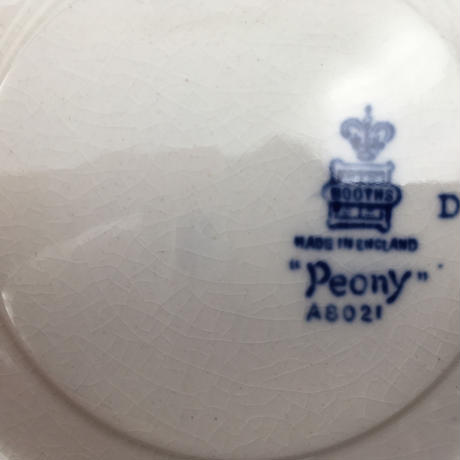 BOOTHS
MADE IN ENGLAND
"Peony"
A8021
D